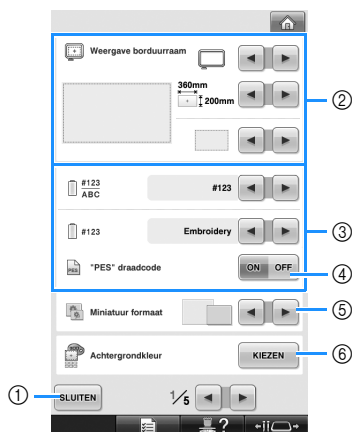 Weergave borduurraam
360mm
200mm
②
#123
ABC
#123
#123
Embroidery
③
"PES" draadcode
ON OFF
④
PES
Miniatuur formaat
⑤
Achtergrondkleur
KIEZEN
⑥
①
SLUITEN
1/5
?